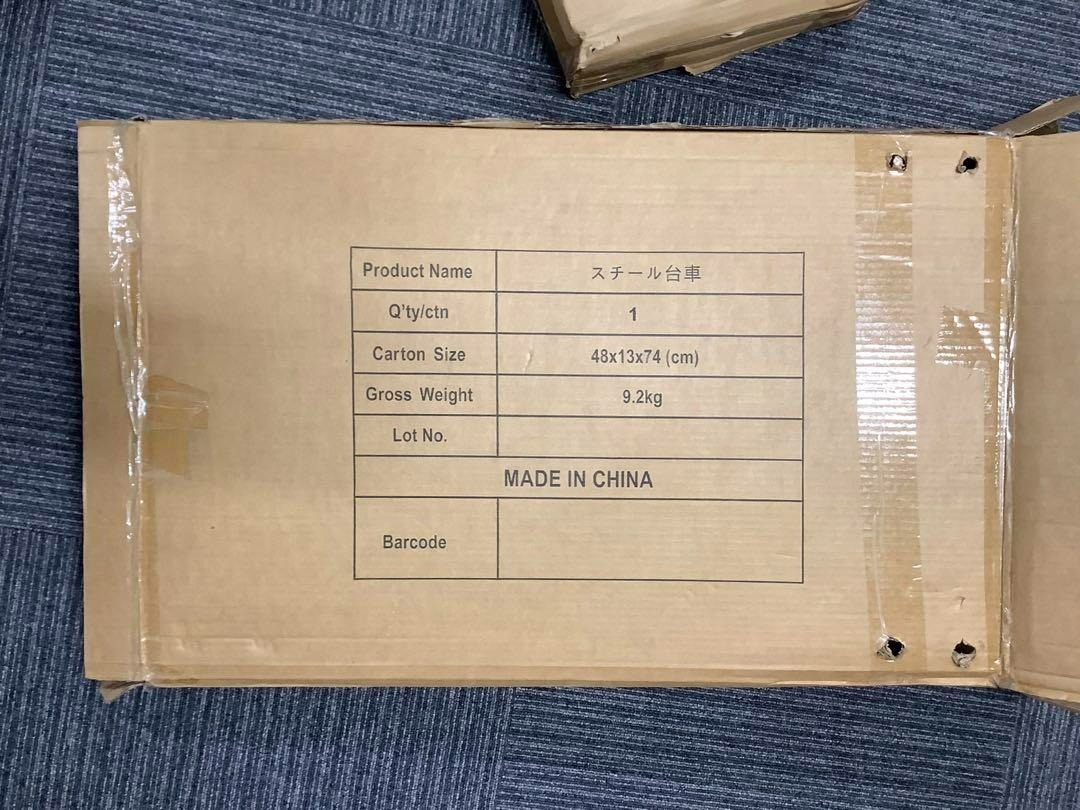 Product Name スチール台車
Q'ty/ctn 1
Carton Size 48x13x74 (cm)
Gross Weight 9.2kg
Lot No.
MADE IN CHINA
Barcode